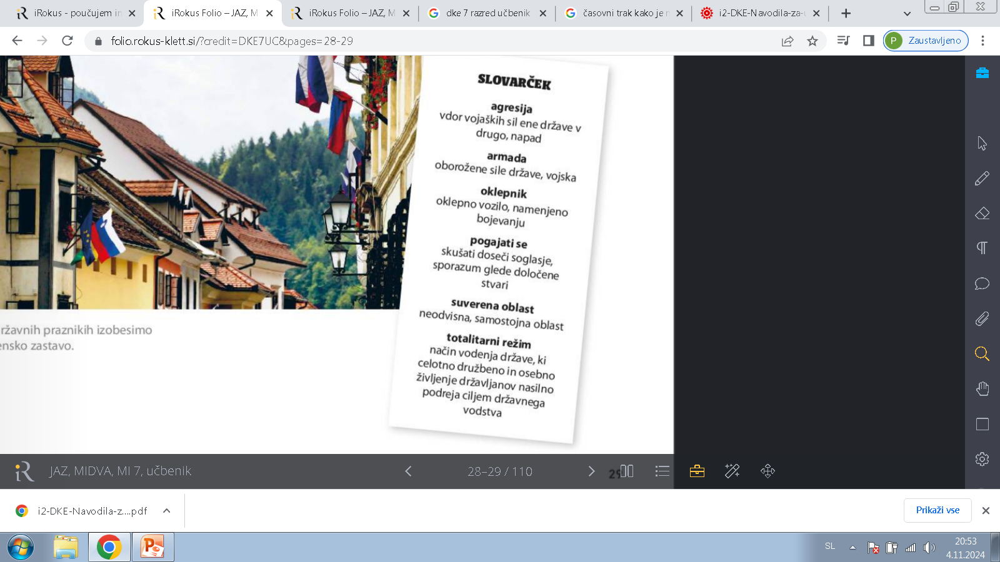 iRokus - poučujem in
iRokus Folio – JAZ, M
iRokus Folio – JAZ, M
dke 7 razred učbenik
časovni trak kako je n
i2-DKE-Navodila-za-u
folio.rokus-klett.si/?credit=DKE7UC&pages=28-29
P
Zaustavljeno
SLOVARČEK
agresija
vdor vojaških sil ene države v
drugo, napad
armada
oborožene sile države, vojska
oklepnik
oklepno vozilo, namenjeno
bojevanju
pogajati se
skušati doseči soglasje,
sporazum glede določene
stvari
suverena oblast
neodvisna, samostojna oblast
totalitarni režim
način vodenja države, ki
celotno družbeno in osebno
življenje državljanov nasilno
podreja ciljem državnega
vodstva
ržavnih praznikih izobesimo
ensko zastavo.
iR
JAZ, MIDVA, MI 7, učbenik
28–29 / 110
29
i2-DKE-Navodila-z....pdf
Prikaži vse
SL
20:53
4.11.2024